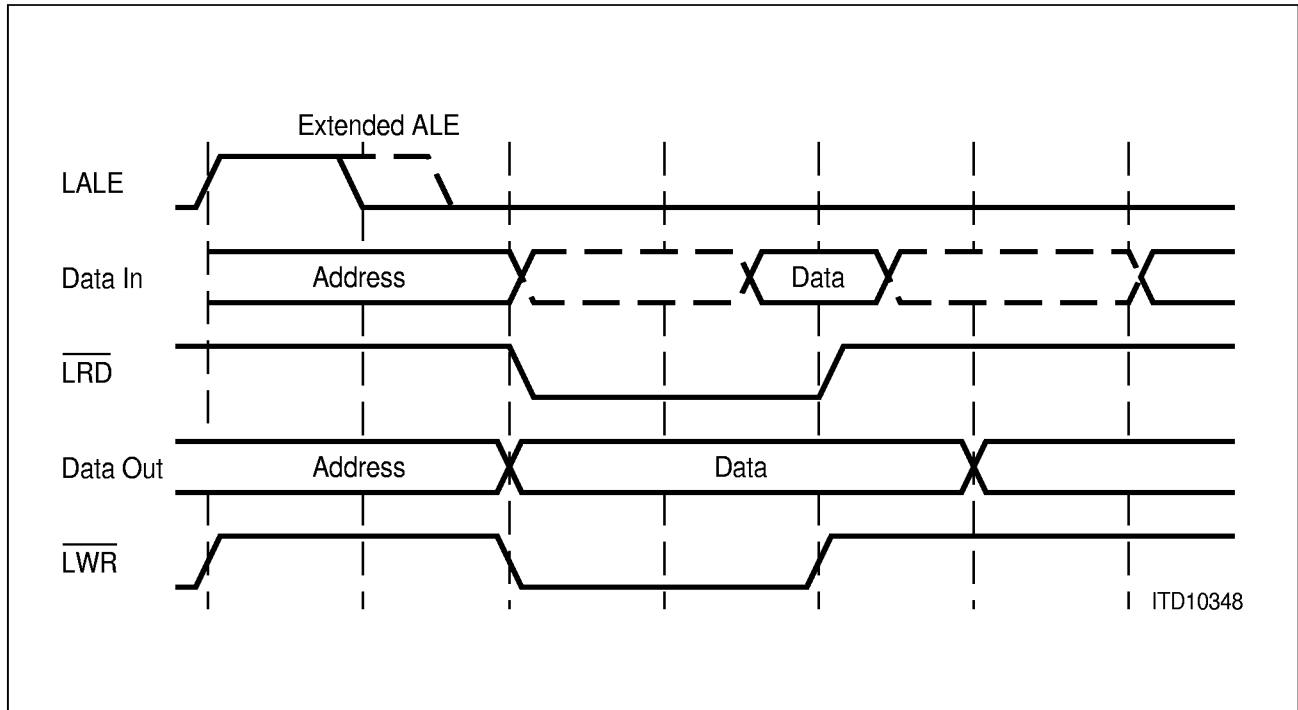 Extended ALE
LALE
Data In
Address
Data
LRD
Data Out
Address
Data
LWR
ITD10348